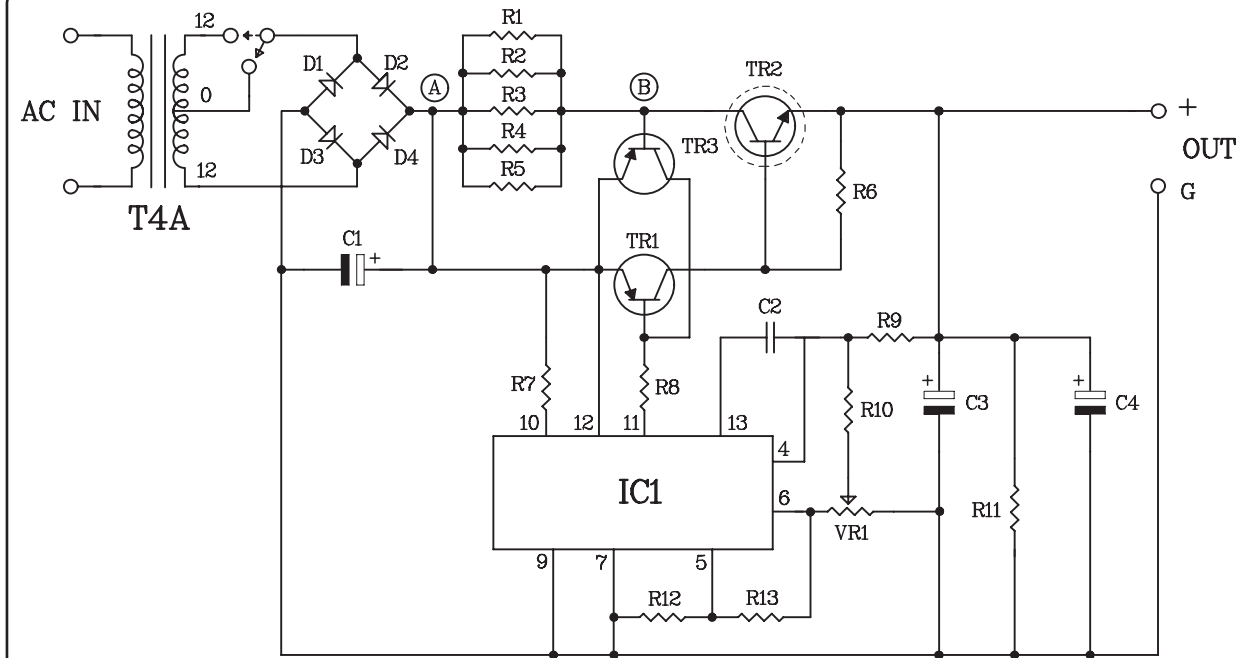 12
R1
D1
D2
A
R2
B
TR2
0
R3
+
AC IN
OUT
TR3
D3
D4
R4
12
R5
R6
G
T4A
C1
+
TR1
C2
R9
R7
R8
+
+
R10
C3
C4
10
12
11
13
4
IC1
6
R11
VR1
9
7
5
R12
R13